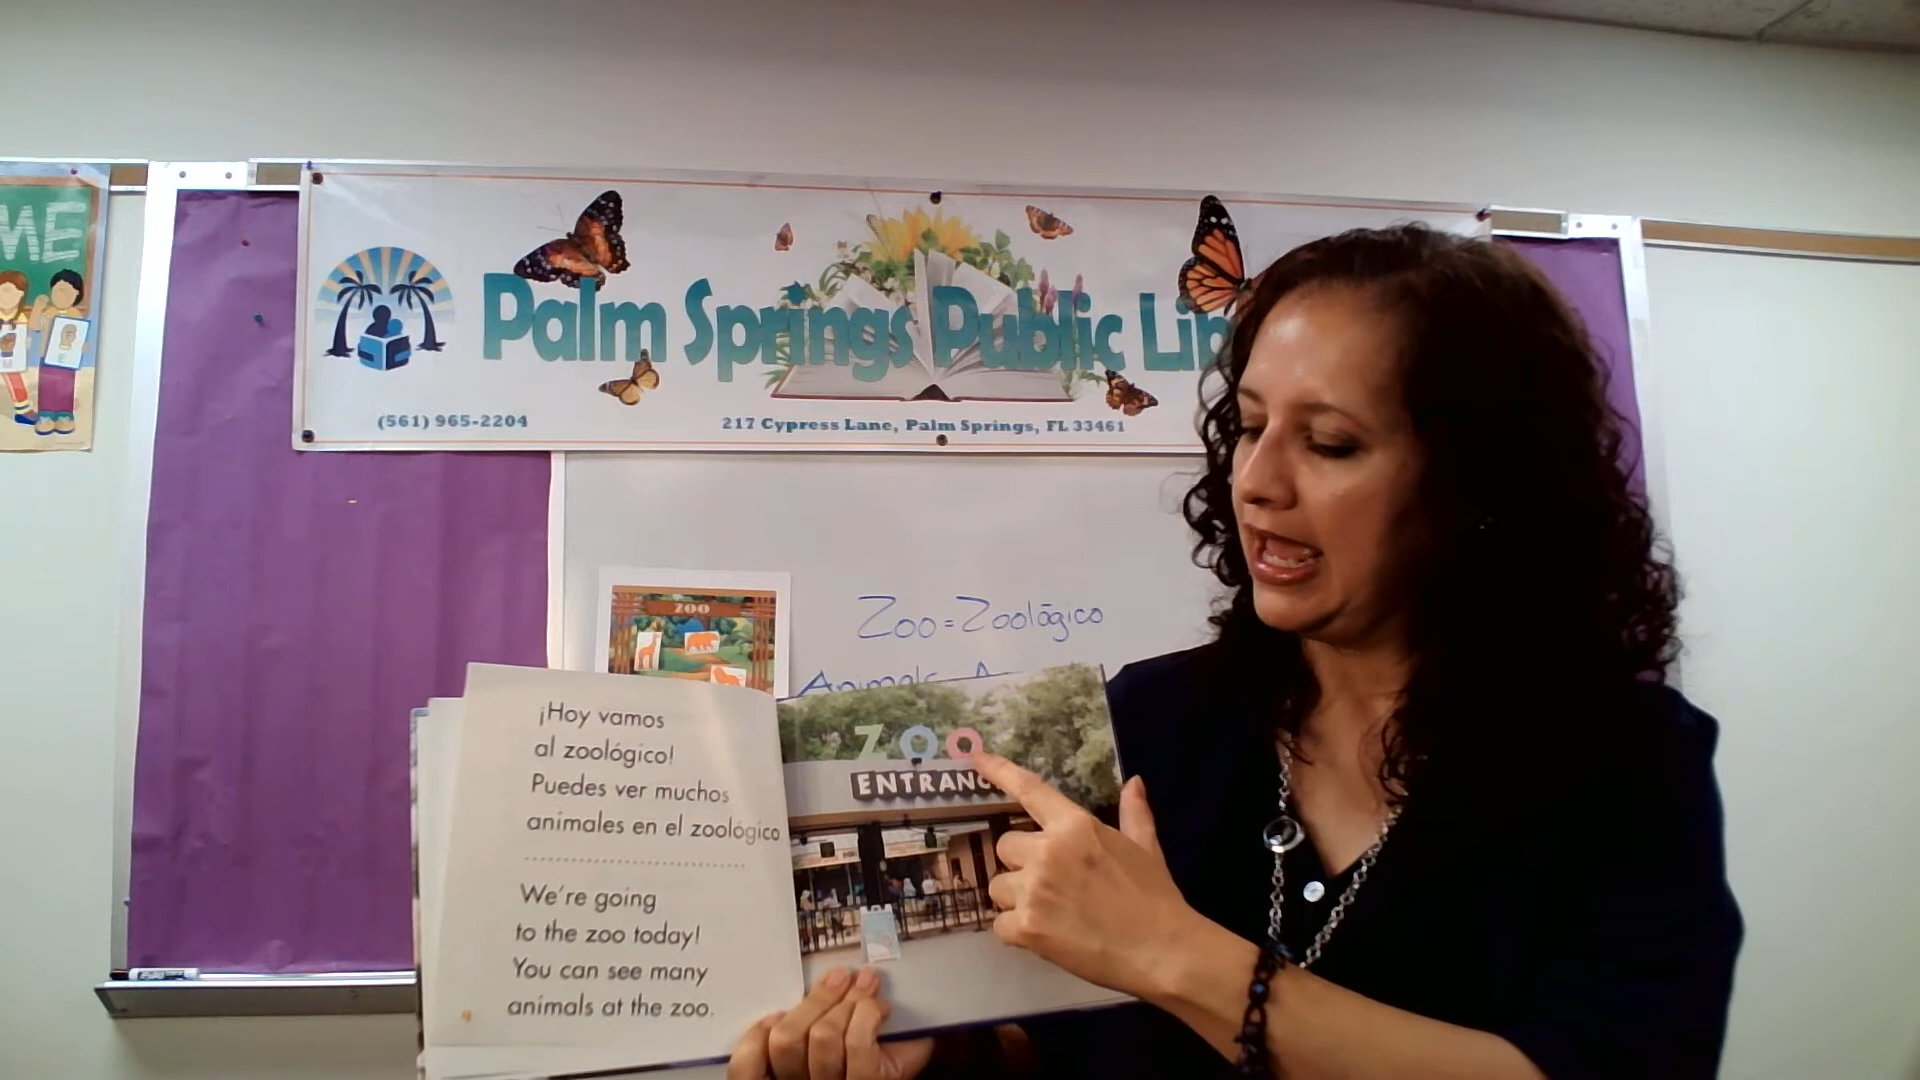 ME
Palm Springs Public Lib
(561) 965-2204
217 Cypress Lane, Palm Springs, FL 33461
ZOO
Zoo = Zoológico
Animals
¡Hoy vamos
al zoológico!
Puedes ver muchos
animales en el zoológico
We're going
to the zoo today!
You can see many
animals at the zoo.
4
ZOO
ENTRANC